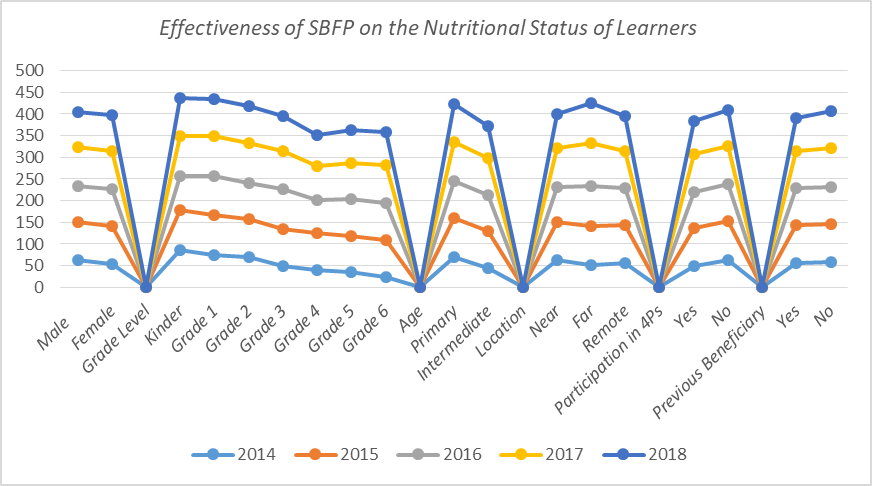 Effectiveness of SBFP on the Nutritional Status of Learners
500
450
400
350
300
250
200
150
100
50
0
Male
Female
Grade Level
Kinder
Grade 1
Grade 2
Grade 3
Grade 4
Grade 5
Grade 6
Age
Primary
Intermediate
Location
Near
Far
Remote
Participation in 4Ps
Yes
No
Previous Beneficiary
Yes
No
2014 2015 2016 2017 2018